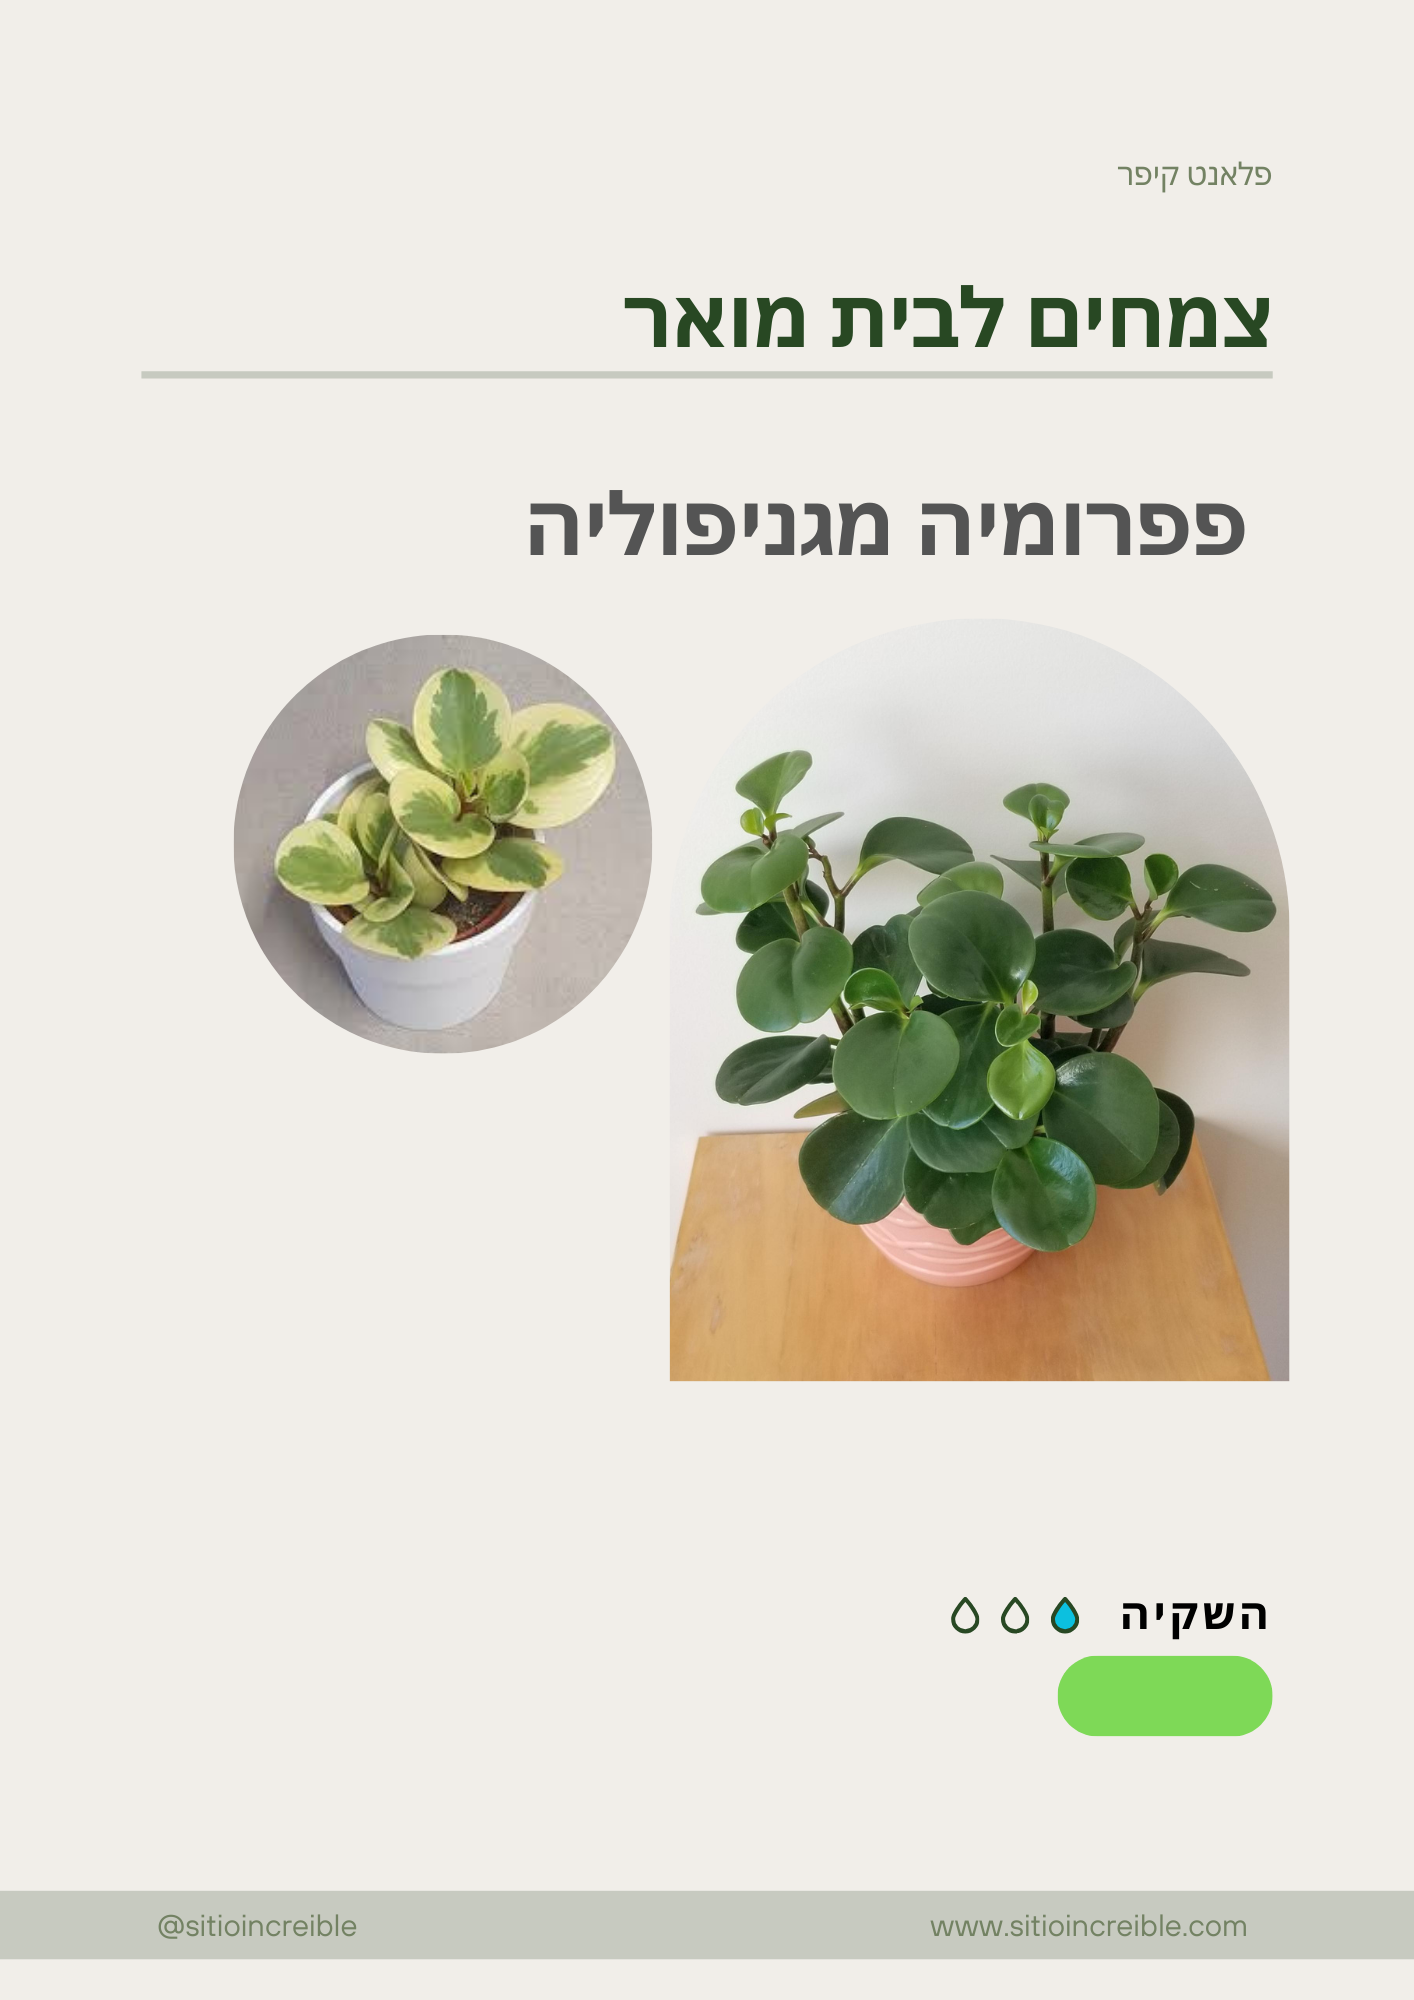 פלאנט קיפר
צמחים לבית מואר
פפרומיה מגניפוליה
השקיה
@sitioincreible
www.sitioincreible.com